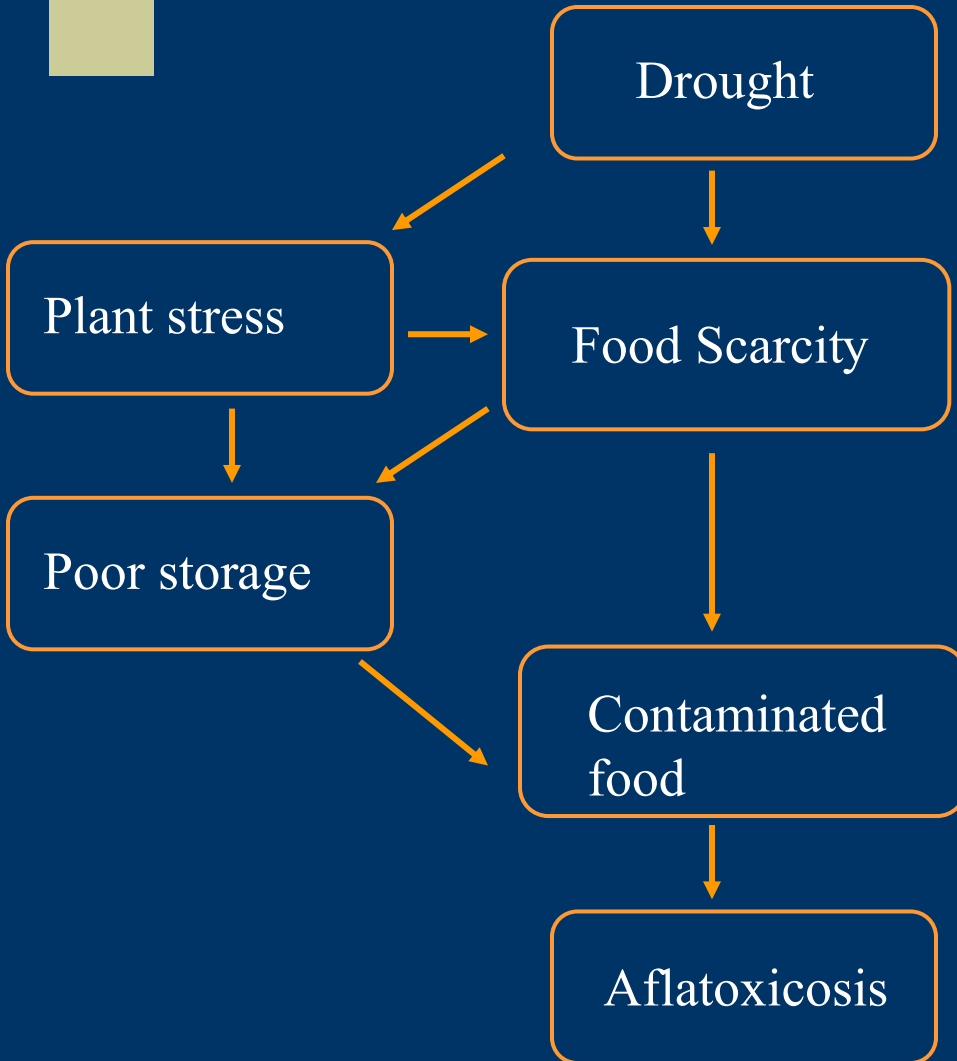 Drought
Plant stress
Food Scarcity
Poor storage
Contaminated
food
Aflatoxicosis